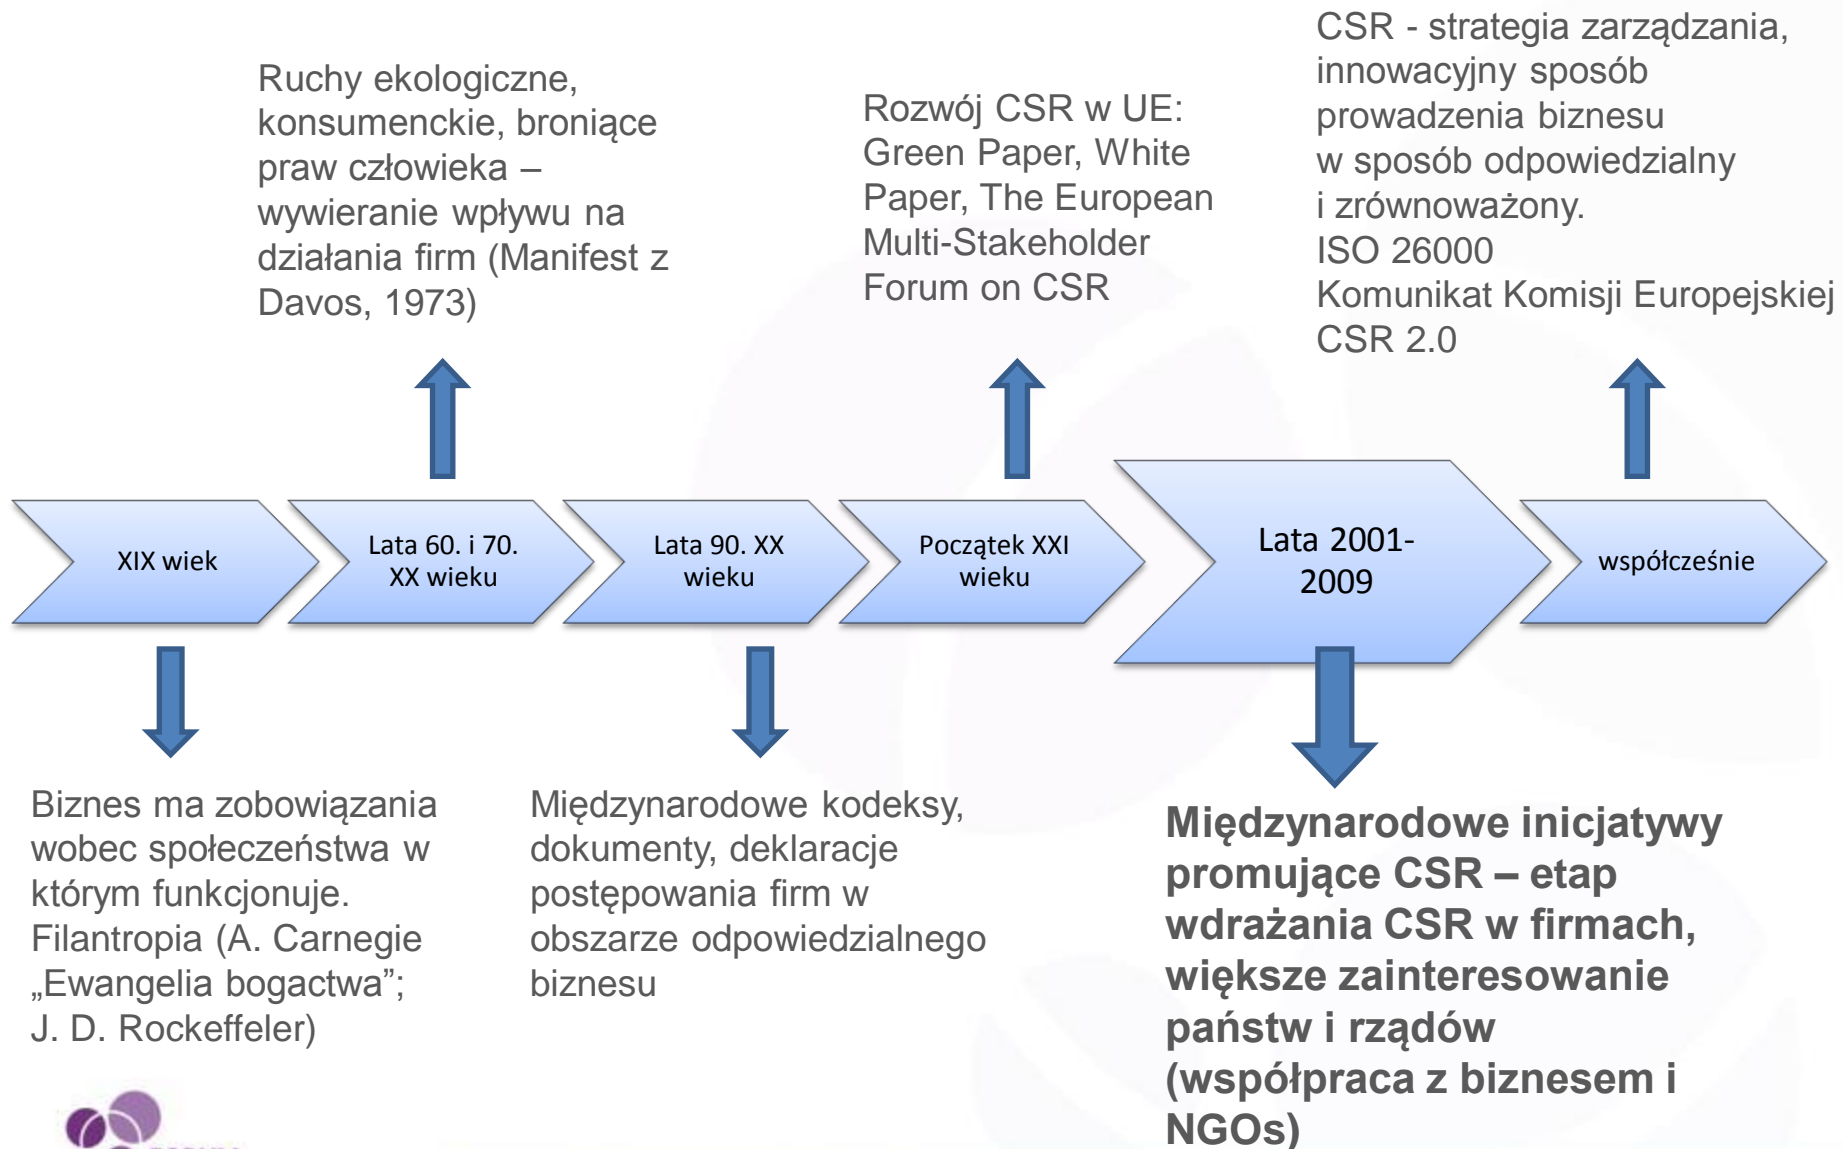 CSR - strategia zarządzania,
innowacyjny sposób
prowadzenia biznesu
w sposób odpowiedzialny
i zrównoważony.
ISO 26000
Komunikat Komisji Europejskiej
CSR 2.0
Ruchy ekologiczne,
konsumenckie, broniące
praw człowieka –
wywieranie wpływu na
działania firm (Manifest z
Davos, 1973)
Rozwój CSR w UE:
Green Paper, White
Paper, The European
Multi-Stakeholder
Forum on CSR
XIX wiek
Lata 60. i 70.
XX wieku
Lata 90. XX
wieku
Początek XXI
wieku
Lata 2001-
2009
współcześnie
Biznes ma zobowiązania
wobec społeczeństwa w
którym funkcjonuje.
Filantropia (A. Carnegie
„Ewangelia bogactwa”;
J. D. Rockeffeler)
Międzynarodowe kodeksy,
dokumenty, deklaracje
postępowania firm w
obszarze odpowiedzialnego
biznesu
Międzynarodowe inicjatywy
promujące CSR – etap
wdrażania CSR w firmach,
większe zainteresowanie
państw i rządów
(współpraca z biznesem i
NGOs)